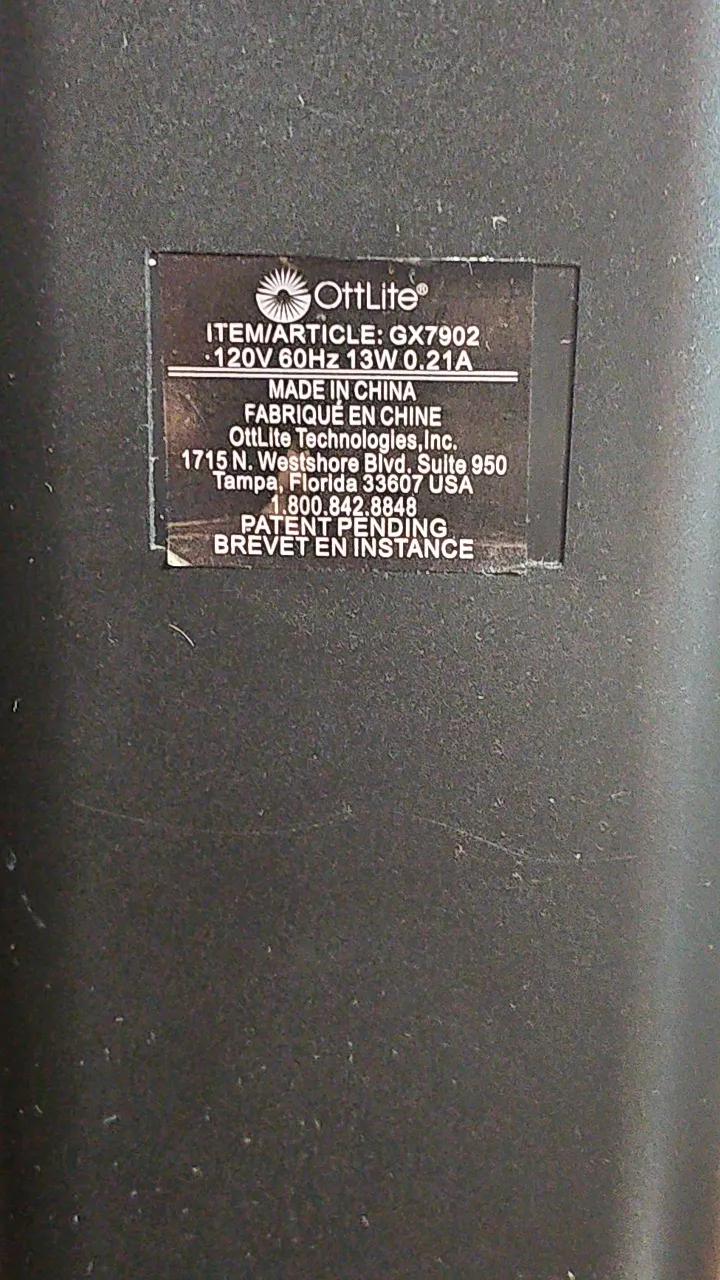 OttLite®
ITEM/ARTICLE: GX7902
120V 60Hz 13W 0.21A
MADE IN CHINA
FABRIQUÉ EN CHINE
OttLite Technologies,Inc.
1715 N. Westshore Blvd. Suite 950
Tampa, Florida 33607 USA
1.800.842.8848
PATENT PENDING
BREVET EN INSTANCE